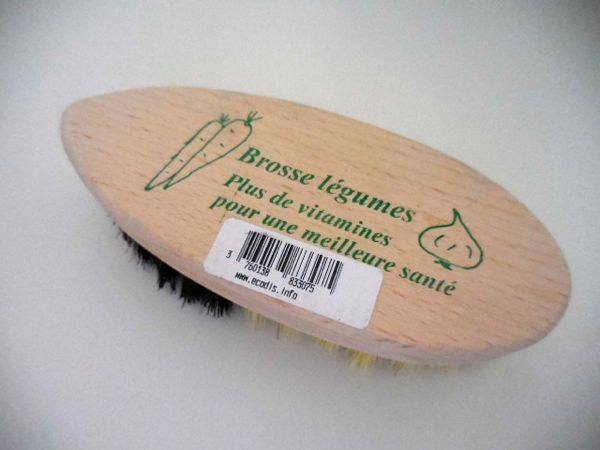 Brosse légumes
Plus de vitamines
pour une meilleure santé
3 760138 833075
www.ecodis.info